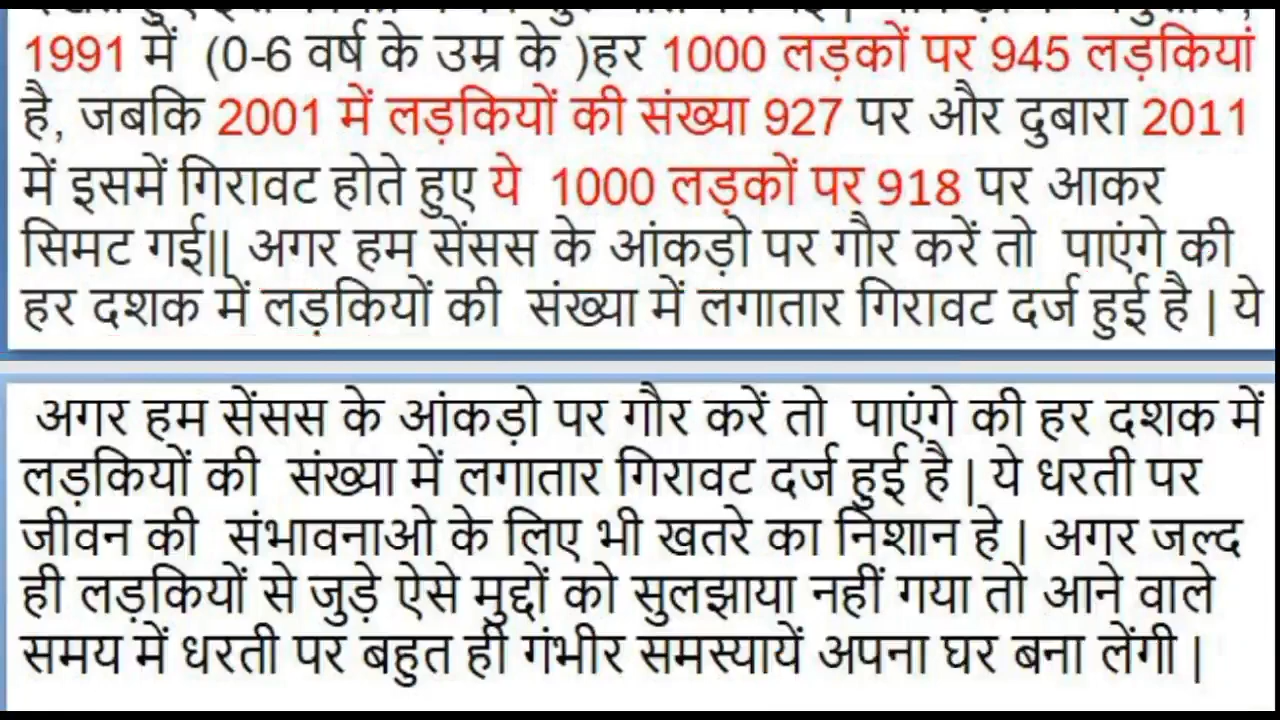 1991 में (0-6 वर्ष के उम्र के )हर 1000 लड़कों पर 945 लड़कियां
है, जबकि 2001 में लड़कियों की संख्या 927 पर और दुबारा 2011
में इसमें गिरावट होते हुए ये 1000 लड़कों पर 918 पर आकर
सिमट गई|| अगर हम सेंसस के आंकड़ो पर गौर करें तो पाएंगे की
हर दशक में लड़कियों की संख्या में लगातार गिरावट दर्ज हुई है | ये
अगर हम सेंसस के आंकड़ो पर गौर करें तो पाएंगे की हर दशक में
लड़कियों की संख्या में लगातार गिरावट दर्ज हुई है | ये धरती पर
जीवन की संभावनाओ के लिए भी खतरे का निशान हे | अगर जल्द
ही लड़कियों से जुड़े ऐसे मुद्दों को सुलझाया नहीं गया तो आने वाले
समय में धरती पर बहुत ही गंभीर समस्यायें अपना घर बना लेंगी |